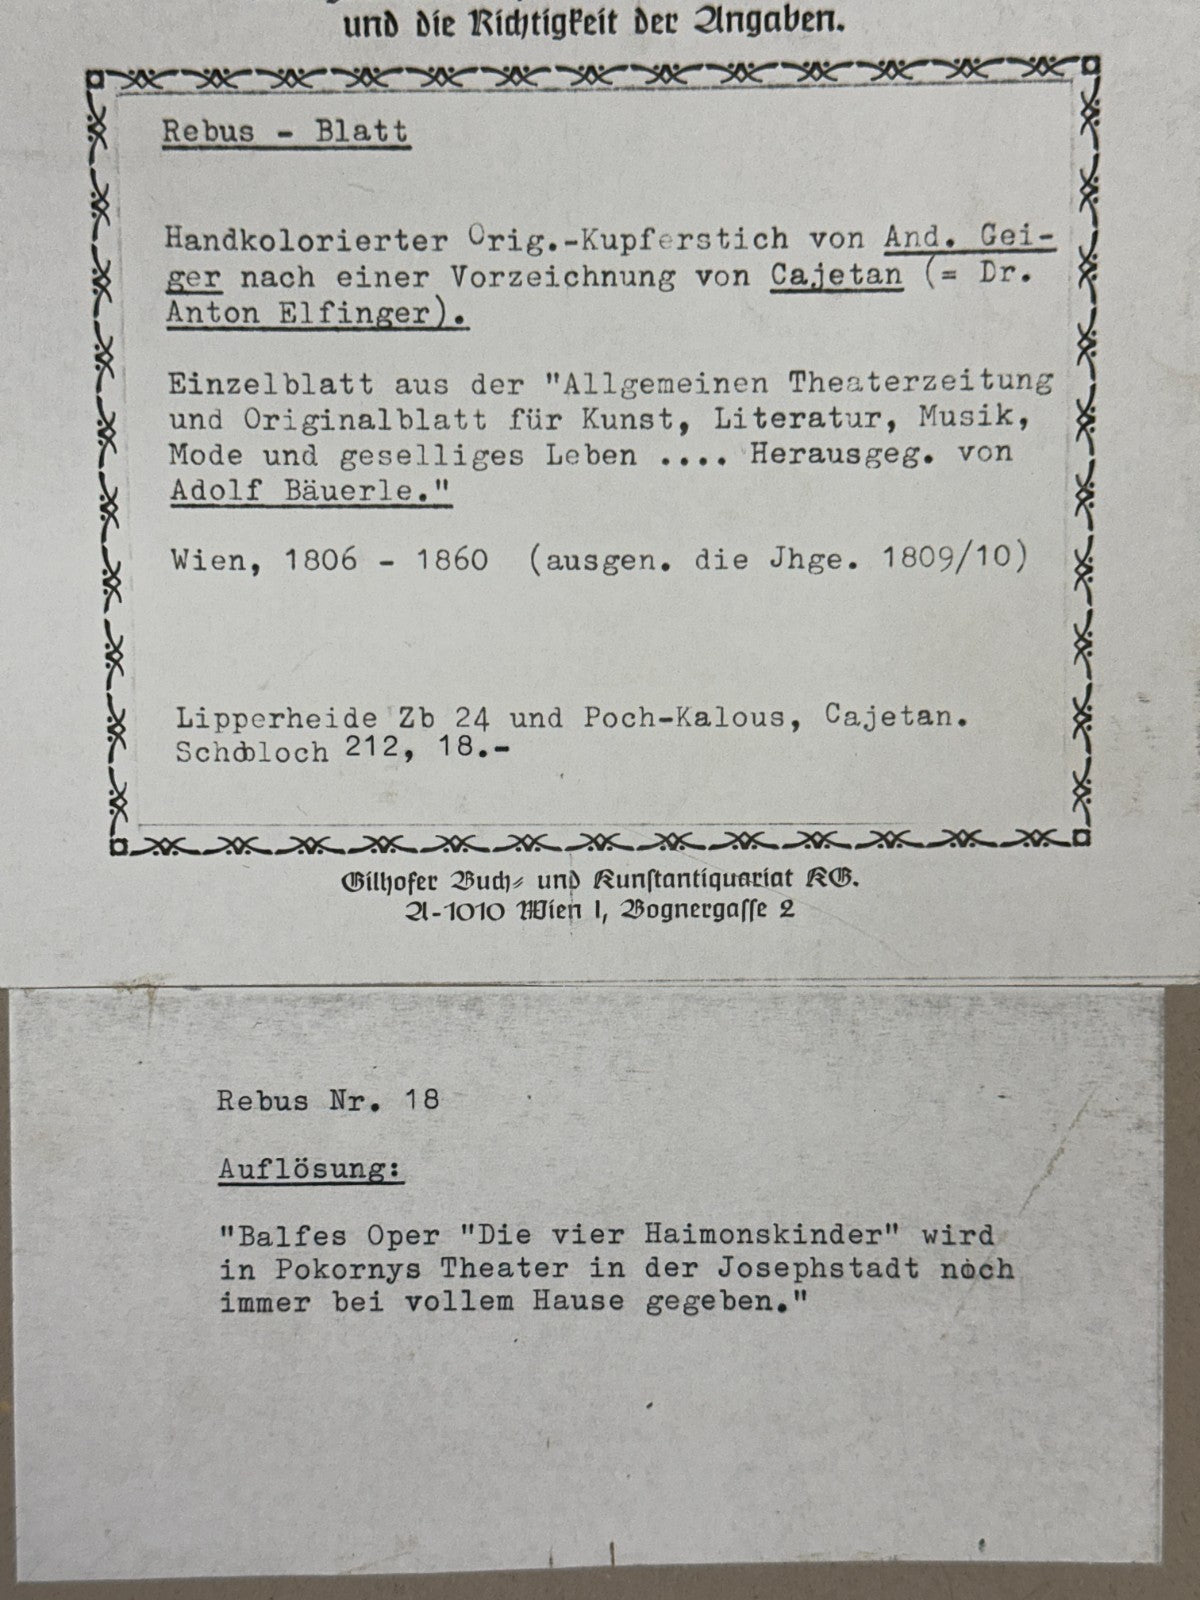 und die Richtigkeit der Angaben.
Rebus - Blatt
Handkolorierter Orig.-Kupferstich von And. Gei-
ger nach einer Vorzeichnung von Cajetan (= Dr.
Anton Elfinger).
Einzelblatt aus der "Allgemeinen Theaterzeitung
und Originalblatt für Kunst, Literatur, Musik,
Mode und geselliges Leben .... Herausgeg. von
Adolf Bäuerle."
Wien, 1806 - 1860 (ausgen. die Jhge. 1809/10)
Lipperheide Zb 24 und Poch-Kalous, Cajetan.
212, 18.-
Gilhofer Buch- und Kunstantiquariat KG.
A-1010 Wien I, Bognergasse 2
Rebus Nr. 18
Auflösung:
"Balfes Oper "Die vier Haimonskinder" wird
in Pokornys Theater in der Josephstadt noch
immer bei vollem Hause gegeben."